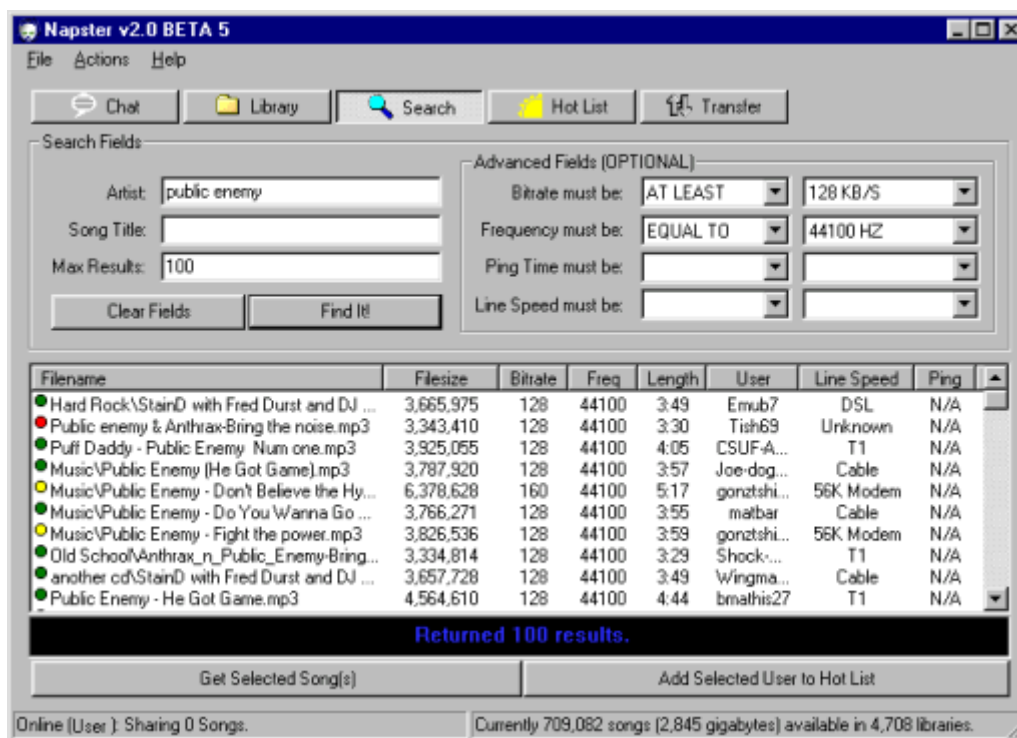 Napster v2.0 BETA 5
File Actions Help
Chat Library Search Hot List Transfer
Search Fields
Advanced Fields (OPTIONAL)
Artist: public enemy Bitrate must be: AT LEAST 128 KB/S
Song Title: Frequency must be: EQUAL TO 44100 HZ
Max Results: 100 Ping Time must be:
Clear Fields Find It! Line Speed must be:
Filename Filesize Bitrate Freq Length User Line Speed Ping
Hard Rock\StainD with Fred Durst and DJ ... 3,665,975 128 44100 3:49 Emub7 DSL N/A
Public enemy & Anthrax-Bring the noise.mp3 3,343,410 128 44100 3:30 Tish69 Unknown N/A
Puff Daddy - Public Enemy Num one.mp3 3,925,055 128 44100 4:05 CSUF-A... T1 N/A
Music\Public Enemy (He Got Game).mp3 3,787,920 128 44100 3:57 Joe-dog... Cable N/A
Music\Public Enemy - Don't Believe the Hy... 6,378,628 160 44100 5:17 gonztshi... 56K Modem N/A
Music\Public Enemy - Do You Wanna Go ... 3,766,271 128 44100 3:55 matbar Cable N/A
Music\Public Enemy - Fight the power.mp3 3,826,536 128 44100 3:59 gonztshi... 56K Modem N/A
Old School\Anthrax_n_Public_Enemy-Bring... 3,334,814 128 44100 3:29 Shock-... T1 N/A
another cd\StainD with Fred Durst and DJ ... 3,657,728 128 44100 3:49 Wingma... Cable N/A
Public Enemy - He Got Game.mp3 4,564,610 128 44100 4:44 bmathis27 T1 N/A
Returned 100 results.
Get Selected Song(s) Add Selected User to Hot List
Online (User ): Sharing 0 Songs. Currently 709,082 songs (2,845 gigabytes) available in 4,708 libraries.